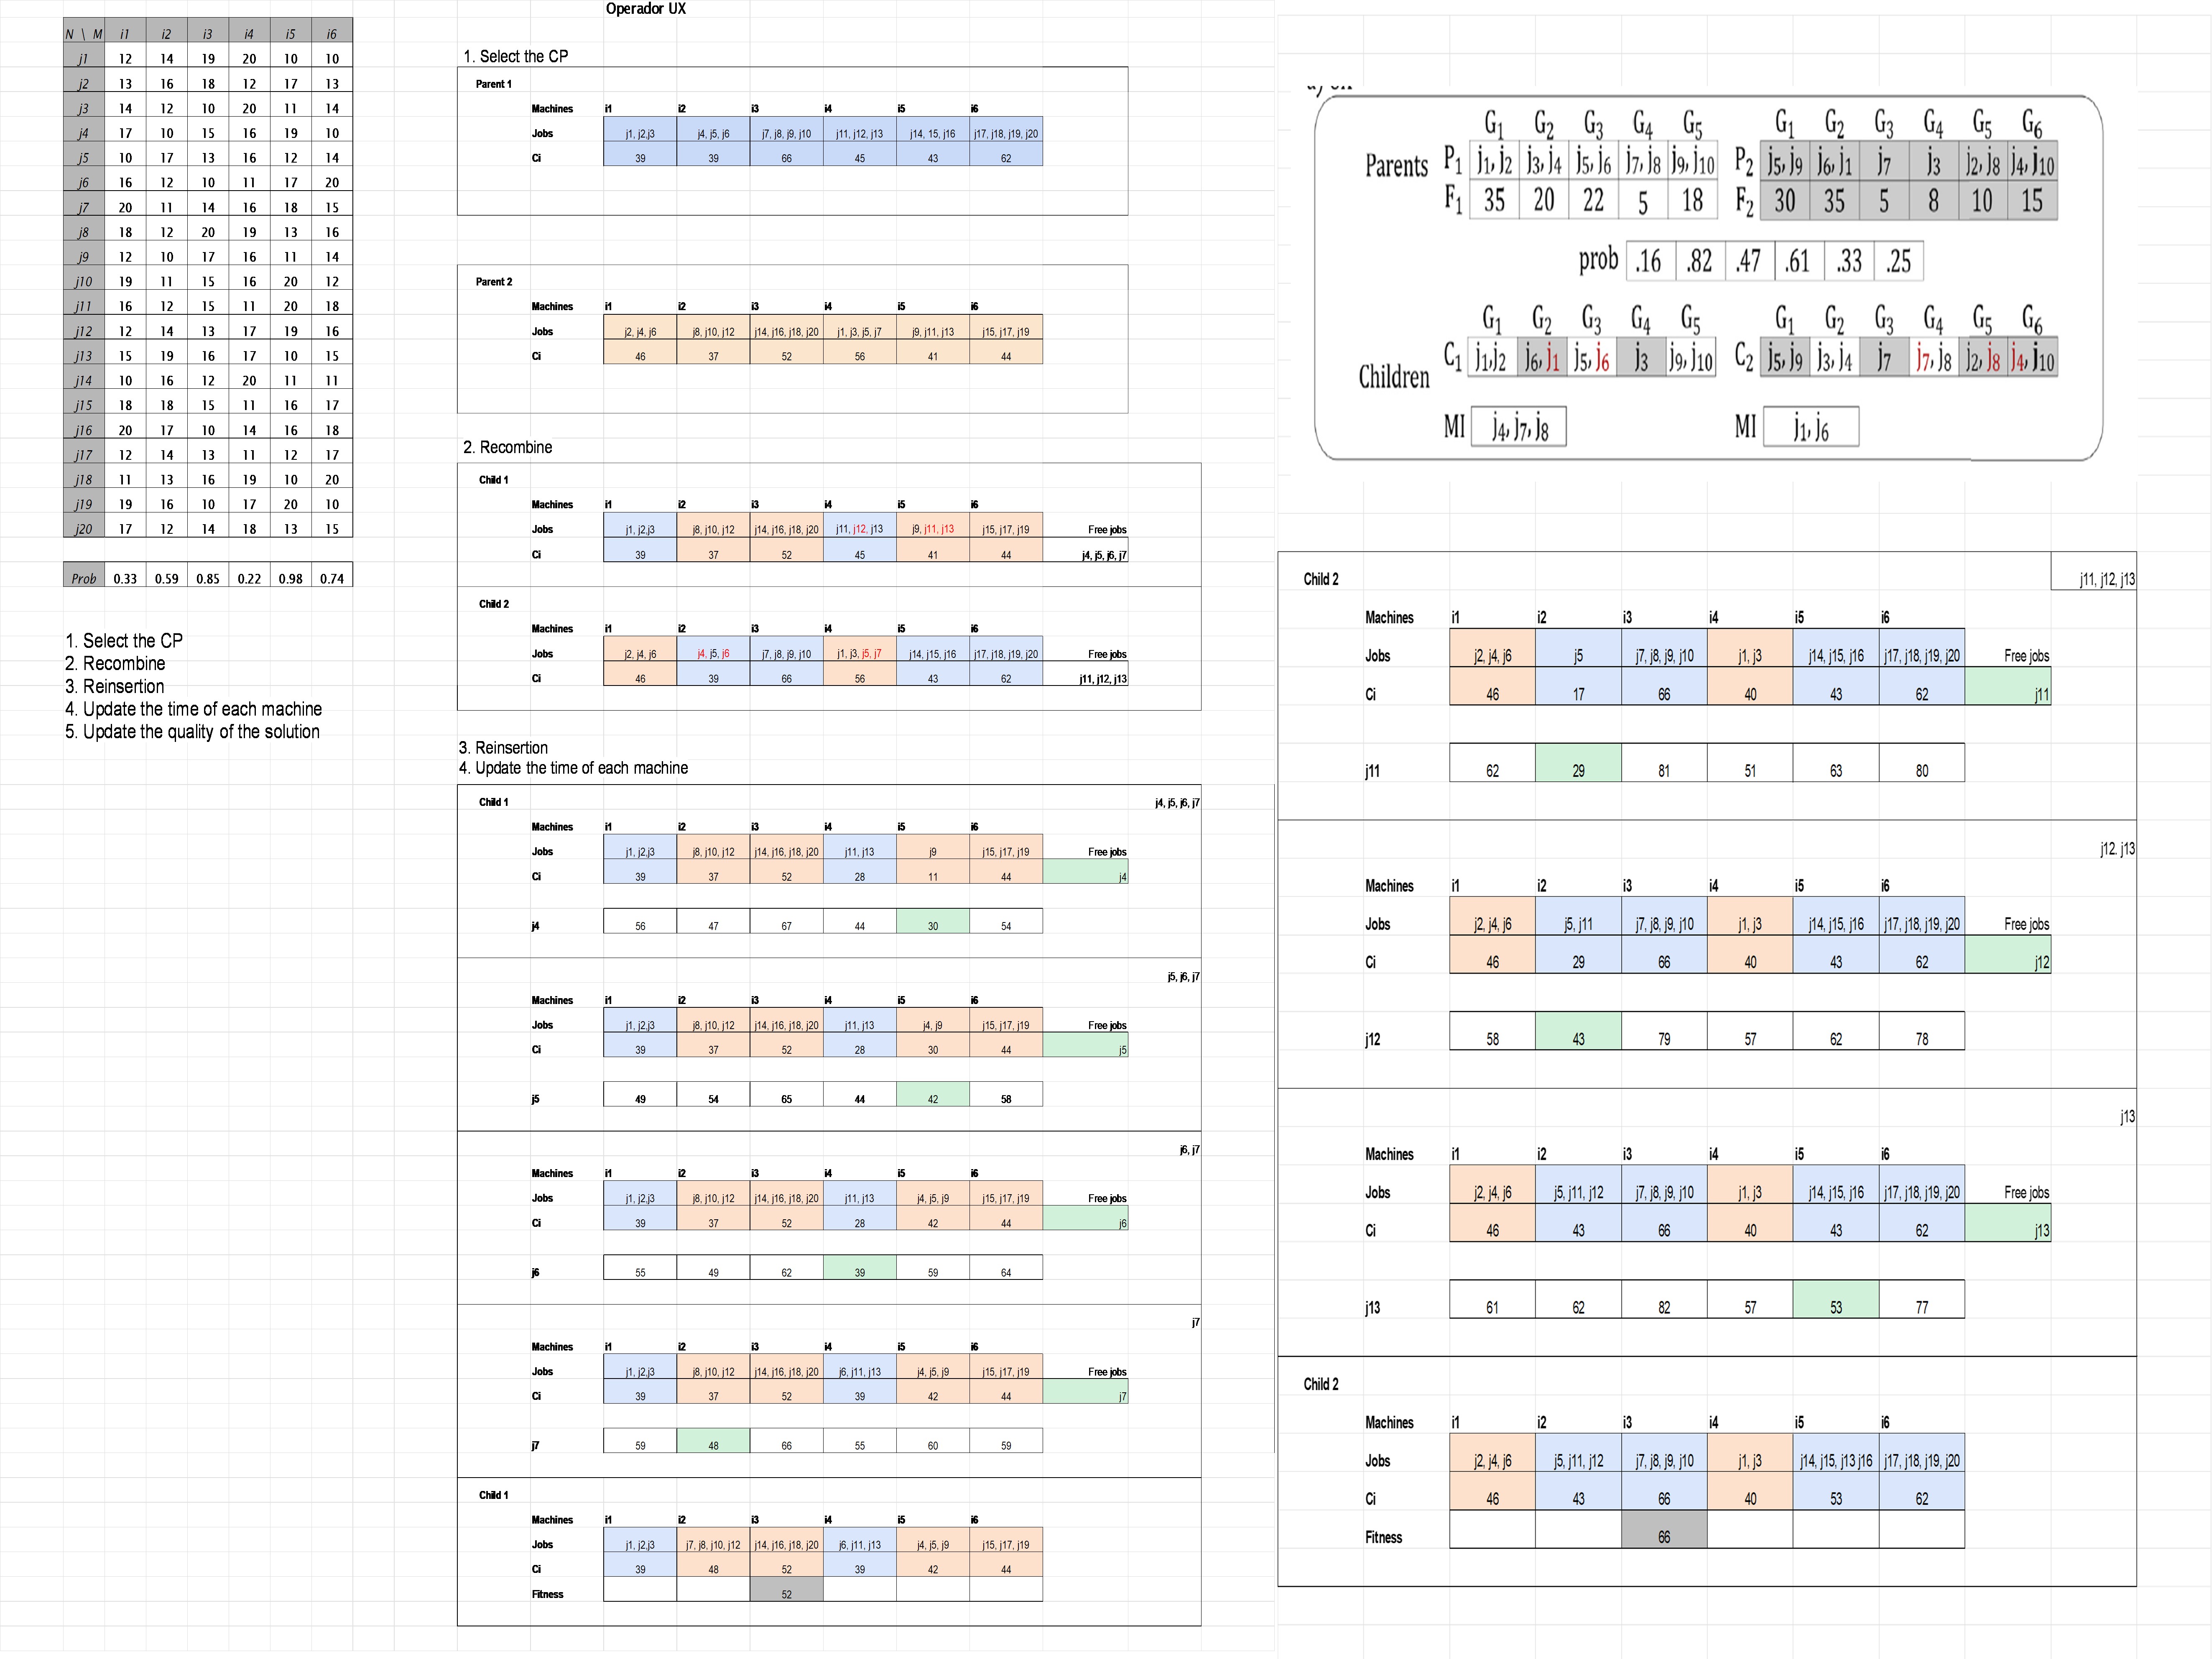 Operador UX
N \ M i1 i2 i3 i4 i5 i6
j1 12 14 19 20 10 10
j2 13 16 18 12 17 13
j3 14 12 10 20 11 14
j4 17 10 15 16 19 10
j5 10 17 13 16 12 14
j6 16 12 10 11 17 20
j7 20 11 14 16 18 15
j8 18 12 20 19 13 16
j9 12 10 17 16 11 14
j10 19 11 15 16 20 12
j11 16 12 15 11 20 18
j12 12 14 13 17 19 16
j13 15 19 16 17 10 15
j14 10 16 12 20 11 11
j15 18 18 15 11 16 17
j16 20 17 10 14 16 18
j17 12 14 13 11 12 17
j18 11 13 16 19 10 20
j19 19 16 10 17 20 10
j20 17 12 14 18 13 15
Prob 0.33 0.59 0.85 0.22 0.98 0.74
1. Select the CP
2. Recombine
3. Reinsertion
4. Update the time of each machine
5. Update the quality of the solution
1. Select the CP
Parent 1
Machines i1 i2 i3 i4 i5 i6
Jobs j1, j2,j3 j4, j5, j6 j7, j8, j9, j10 j11, j12, j13 j14, 15, j16 j17, j18, j19, j20
Ci 39 39 66 45 43 62
Parent 2
Machines i1 i2 i3 i4 i5 i6
Jobs j2, j4, j6 j8, j10, j12 j14, j16, j18, j20 j1, j3, j5, j7 j9, j11, j13 j15, j17, j19
Ci 46 37 52 56 41 44
2. Recombine
Child 1
Machines i1 i2 i3 i4 i5 i6
Jobs j1, j2,j3 j8, j10, j12 j14, j16, j18, j20 j11, j12, j13 j9, j11, j13 j15, j17, j19 Free jobs
Ci 39 37 52 45 41 44 j4, j5, j6, j7
Child 2
Machines i1 i2 i3 i4 i5 i6
Jobs j2, j4, j6 j4, j5, j6 j7, j8, j9, j10 j1, j3, j5, j7 j14, j15, j16 j17, j18, j19, j20 Free jobs
Ci 46 39 66 56 43 62 j11, j12, j13
3. Reinsertion
4. Update the time of each machine
Child 1 j4, j5, j6, j7
Machines i1 i2 i3 i4 i5 i6
Jobs j1, j2,j3 j8, j10, j12 j14, j16, j18, j20 j11, j13 j9 j15, j17, j19 Free jobs
Ci 39 37 52 28 11 44 j4
j4 56 47 67 44 30 54
j5, j6, j7
Machines i1 i2 i3 i4 i5 i6
Jobs j1, j2,j3 j8, j10, j12 j14, j16, j18, j20 j11, j13 j4, j9 j15, j17, j19 Free jobs
Ci 39 37 52 28 30 44 j5
j5 49 54 65 44 42 58
j6, j7
Machines i1 i2 i3 i4 i5 i6
Jobs j1, j2,j3 j8, j10, j12 j14, j16, j18, j20 j11, j13 j4, j5, j9 j15, j17, j19 Free jobs
Ci 39 37 52 28 42 44 j6
j6 55 49 62 39 59 64
j7
Machines i1 i2 i3 i4 i5 i6
Jobs j1, j2,j3 j8, j10, j12 j14, j16, j18, j20 j6, j11, j13 j4, j5, j9 j15, j17, j19 Free jobs
Ci 39 37 52 39 42 44 j7
j7 59 48 66 55 60 59
Child 1
Machines i1 i2 i3 i4 i5 i6
Jobs j1, j2,j3 j7, j8, j10, j12 j14, j16, j18, j20 j6, j11, j13 j4, j5, j9 j15, j17, j19
Ci 39 48 52 39 42 44
Fitness 52
G1 G2 G3 G4 G5 G1 G2 G3 G4 G5 G6
Parents P1 j1, j2 j3, j4 j5, j6 j7, j8 j9, j10 P2 j5, j9 j6, j1 j7 j3 j2, j8 j4, j10
F1 35 20 22 5 18 F2 30 35 5 8 10 15
prob .16 .82 .47 .61 .33 .25
G1 G2 G3 G4 G5 G1 G2 G3 G4 G5 G6
C1 j1,j2 j6, j1 j5, j6 j3 j9, j10 C2 j5, j9 j3, j4 j7 j7, j8 j2, j8 j4, j10
Children
MI j4, j7, j8 MI j1, j6
Child 2 j11, j12, j13
Machines i1 i2 i3 i4 i5 i6
Jobs j2, j4, j6 j5 j7, j8, j9, j10 j1, j3 j14, j15, j16 j17, j18, j19, j20 Free jobs
Ci 46 17 66 40 43 62 j11
j11 62 29 81 51 63 80
j12, j13
Machines i1 i2 i3 i4 i5 i6
Jobs j2, j4, j6 j5, j11 j7, j8, j9, j10 j1, j3 j14, j15, j16 j17, j18, j19, j20 Free jobs
Ci 46 29 66 40 43 62 j12
j12 58 43 79 57 62 78
j13
Machines i1 i2 i3 i4 i5 i6
Jobs j2, j4, j6 j5, j11, j12 j7, j8, j9, j10 j1, j3 j14, j15, j16 j17, j18, j19, j20 Free jobs
Ci 46 43 66 40 43 62 j13
j13 61 62 82 57 53 77
Child 2
Machines i1 i2 i3 i4 i5 i6
Jobs j2, j4, j6 j5, j11, j12 j7, j8, j9, j10 j1, j3 j14, j15, j13 j16 j17, j18, j19, j20
Ci 46 43 66 40 53 62
Fitness 66